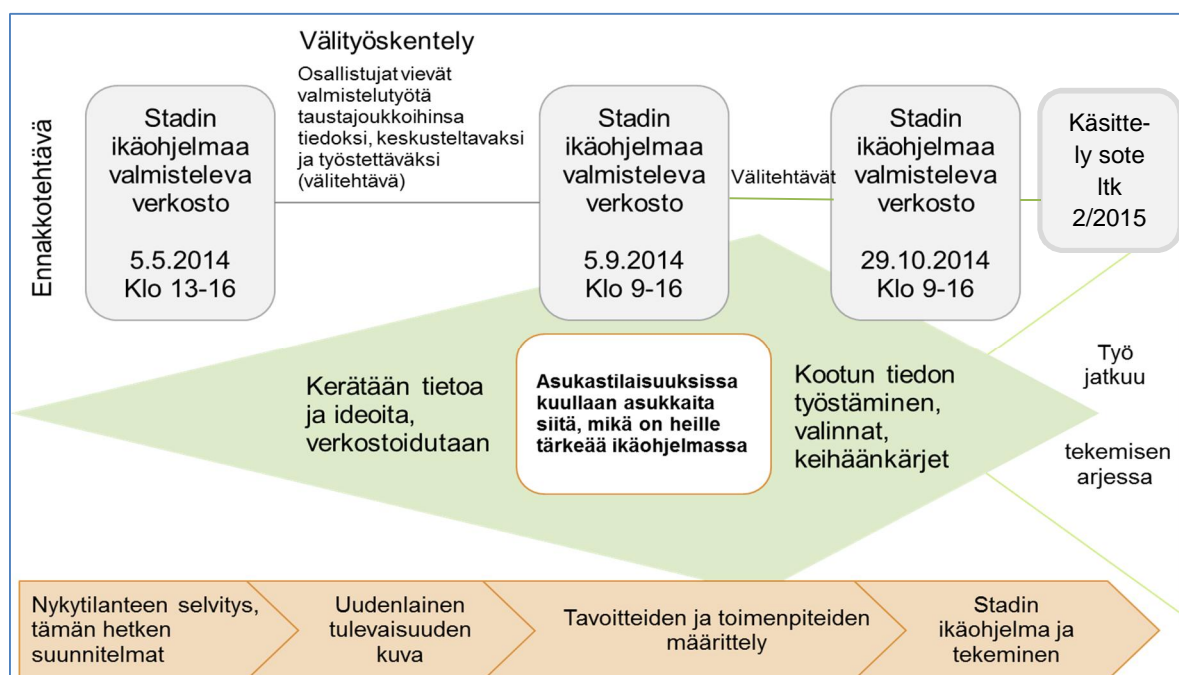 Ennakkotehtävä
Stadin
ikäohjelmaa
valmisteleva
verkosto
5.5.2014
Klo 13-16
Välityöskentely
Osallistujat vievät
valmistelutyötä
taustajoukkoihinsa
tiedoksi, keskusteltavaksi
ja työstettäväksi
(välitehtävä)
Stadin
ikäohjelmaa
valmisteleva
verkosto
5.9.2014
Klo 9-16
Välitehtävät
Stadin
ikäohjelmaa
valmisteleva
verkosto
29.10.2014
Klo 9-16
Käsitte-
ly sote
ltk
2/2015
Kerätään tietoa
ja ideoita,
verkostoidutaan
Asukastilaisuuksissa
kuullaan asukkaita
siitä, mikä on heille
tärkeää ikäohjelmassa
Kootun tiedon
työstäminen,
valinnat,
keihäänkärjet
Työ
jatkuu
tekemisen
arjessa
Nykytilanteen selvitys,
tämän hetken
suunnitelmat
Uudenlainen
tulevaisuuden
kuva
Tavoitteiden ja toimenpiteiden
määrittely
Stadin
ikäohjelma ja
tekeminen